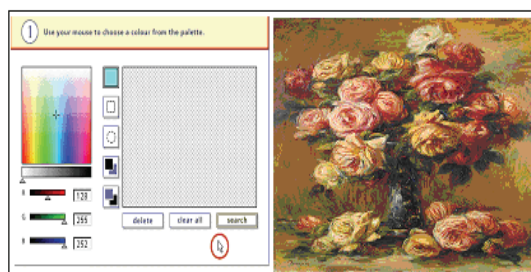 1 Use your mouse to choose a colour from the palette.
R 128
G 255
B 252
delete clear all search